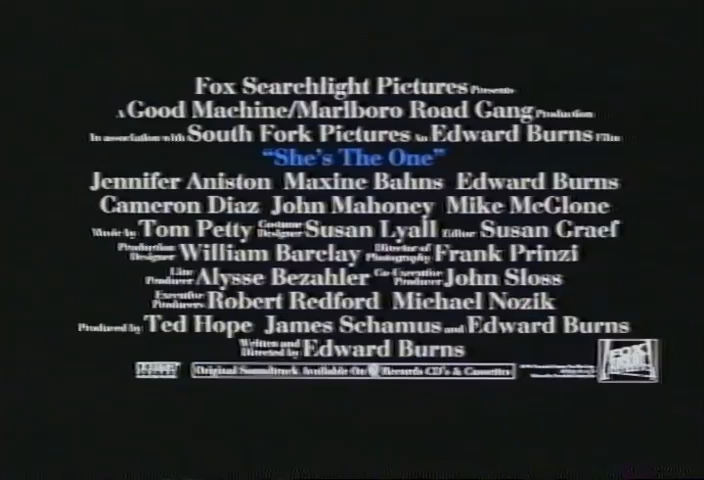 Fox Searchlight Pictures Presents
A Good Machine/Marlboro Road Gang Production
In association with South Fork Pictures An Edward Burns Film
"She's The One"
Jennifer Aniston Maxine Bahns Edward Burns
Cameron Diaz John Mahoney Mike McGlone
Music by Tom Petty Costume Designer Susan Lyall Editor Susan Graef
Production Designer William Barclay Director of Photography Frank Prinzi
Line Producer Alysse Bezahler Co-Executive Producer John Sloss
Executive Producers Robert Redford Michael Nozik
Produced by Ted Hope James Schamus and Edward Burns
Written and Directed by Edward Burns
Original Soundtrack Available On Records CD's & Cassettes
FOX